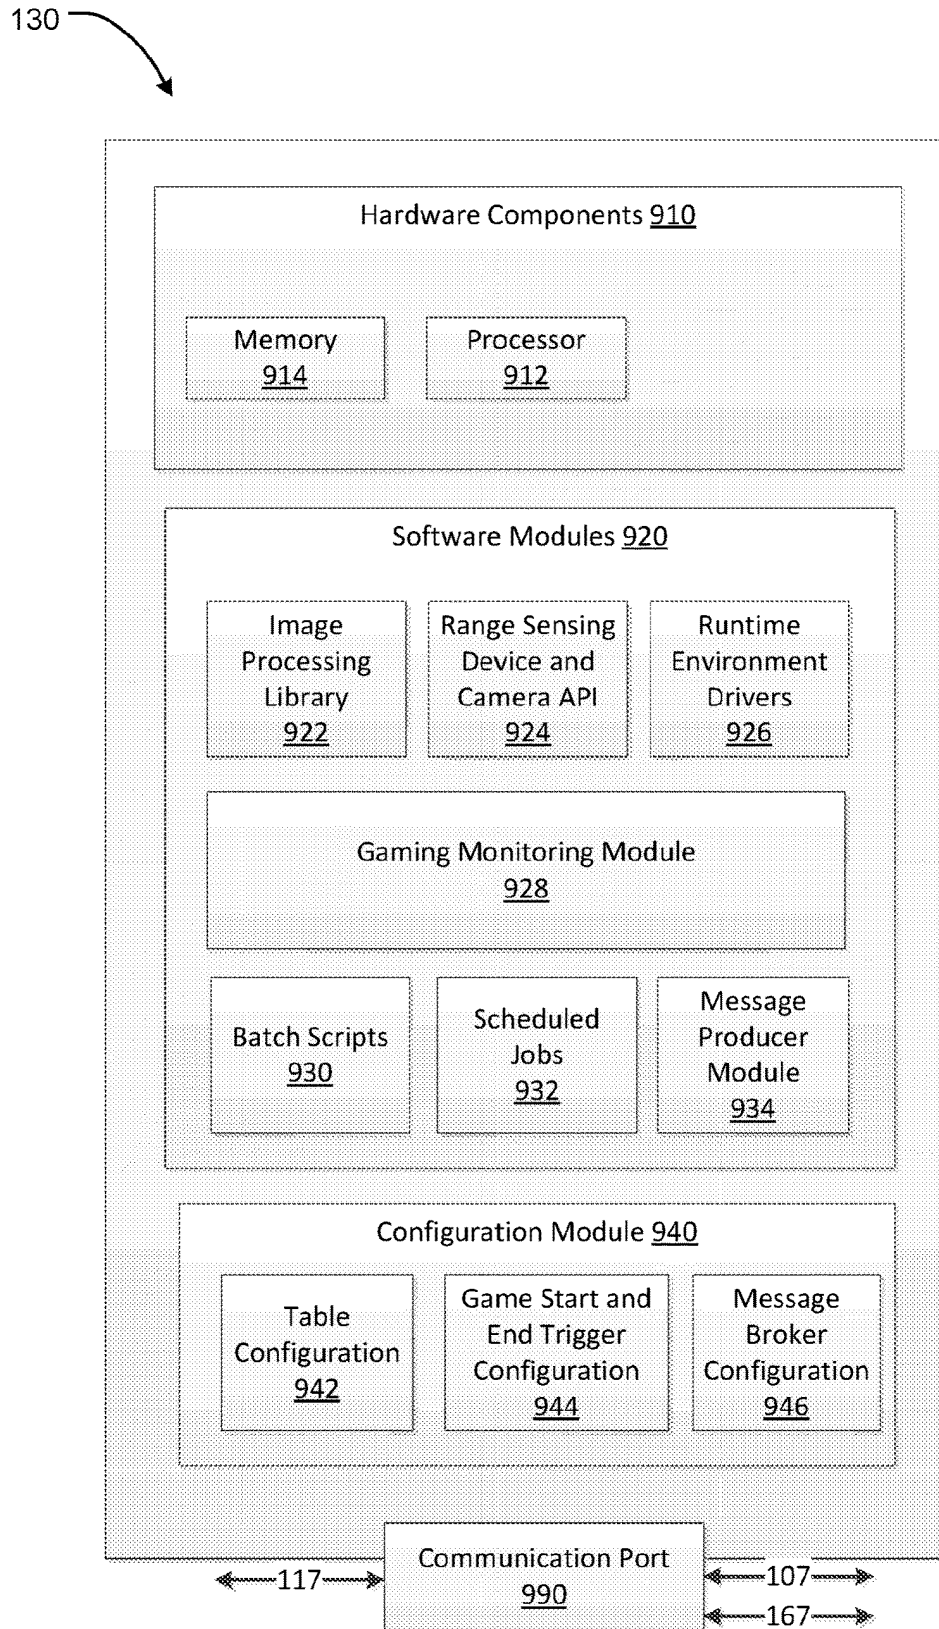 130
Hardware Components 910
Memory
914
Processor
912
Software Modules 920
Image
Processing
Library
922
Range Sensing
Device and
Camera API
924
Runtime
Environment
Drivers
926
Gaming Monitoring Module
928
Batch Scripts
930
Scheduled
Jobs
932
Message
Producer
Module
934
Configuration Module 940
Table
Configuration
942
Game Start and
End Trigger
Configuration
944
Message
Broker
Configuration
946
Communication Port
990
117
107
167